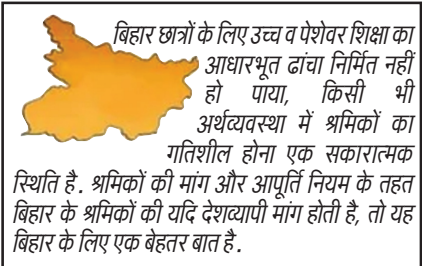 बिहार छात्रों के लिए उच्च व पेशेवर शिक्षा का
आधारभूत ढांचा निर्मित नहीं
हो पाया, किसी भी
अर्थव्यवस्था में श्रमिकों का
गतिशील होना एक सकारात्मक
स्थिति है. श्रमिकों की मांग और आपूर्ति नियम के तहत
बिहार के श्रमिकों की यदि देशव्यापी मांग होती है, तो यह
बिहार के लिए एक बेहतर बात है.